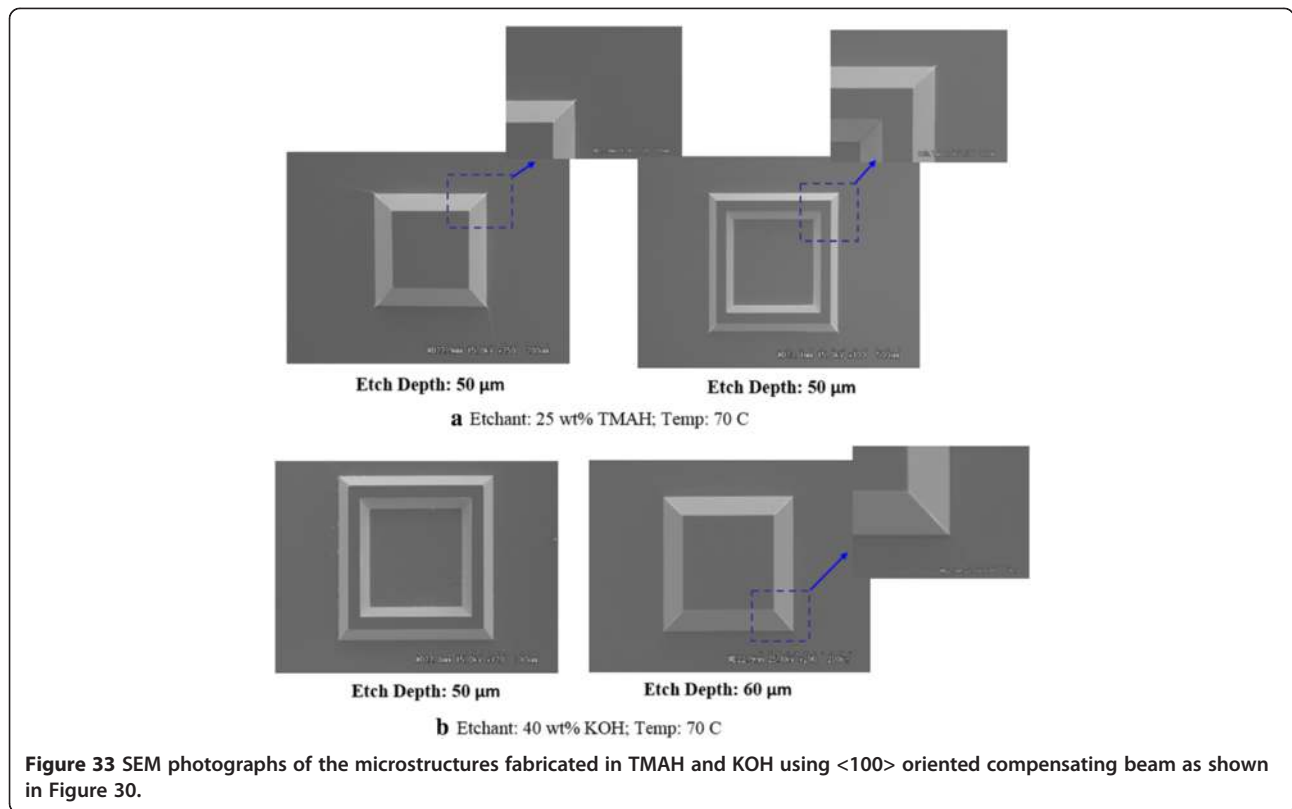 Etch Depth: 50 μm
Etch Depth: 50 μm
a Etchant: 25 wt% TMAH; Temp: 70 C
Etch Depth: 50 μm
Etch Depth: 60 μm
b Etchant: 40 wt% KOH; Temp: 70 C
Figure 33 SEM photographs of the microstructures fabricated in TMAH and KOH using <100> oriented compensating beam as shown
in Figure 30.